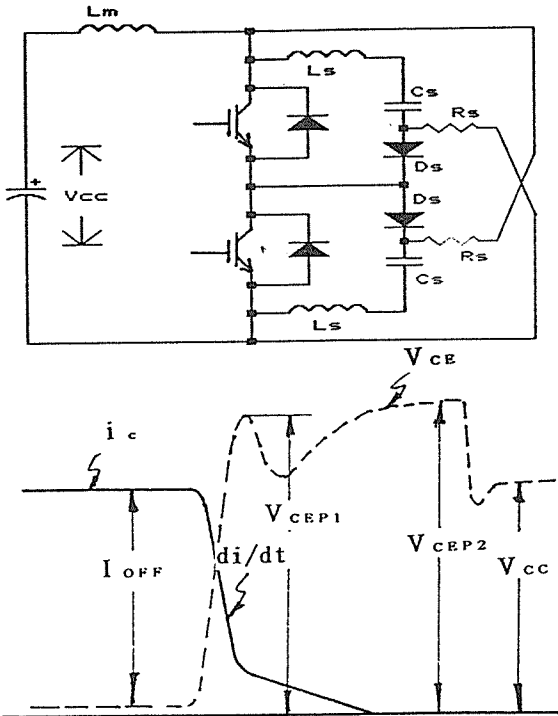 Lm
Ls
Cs
Rs
Ds
+
Vcc
Ds
Rs
Cs
Ls
VCE
ic
VCEP1
di/dt
VCEP2
IOFF
VCC